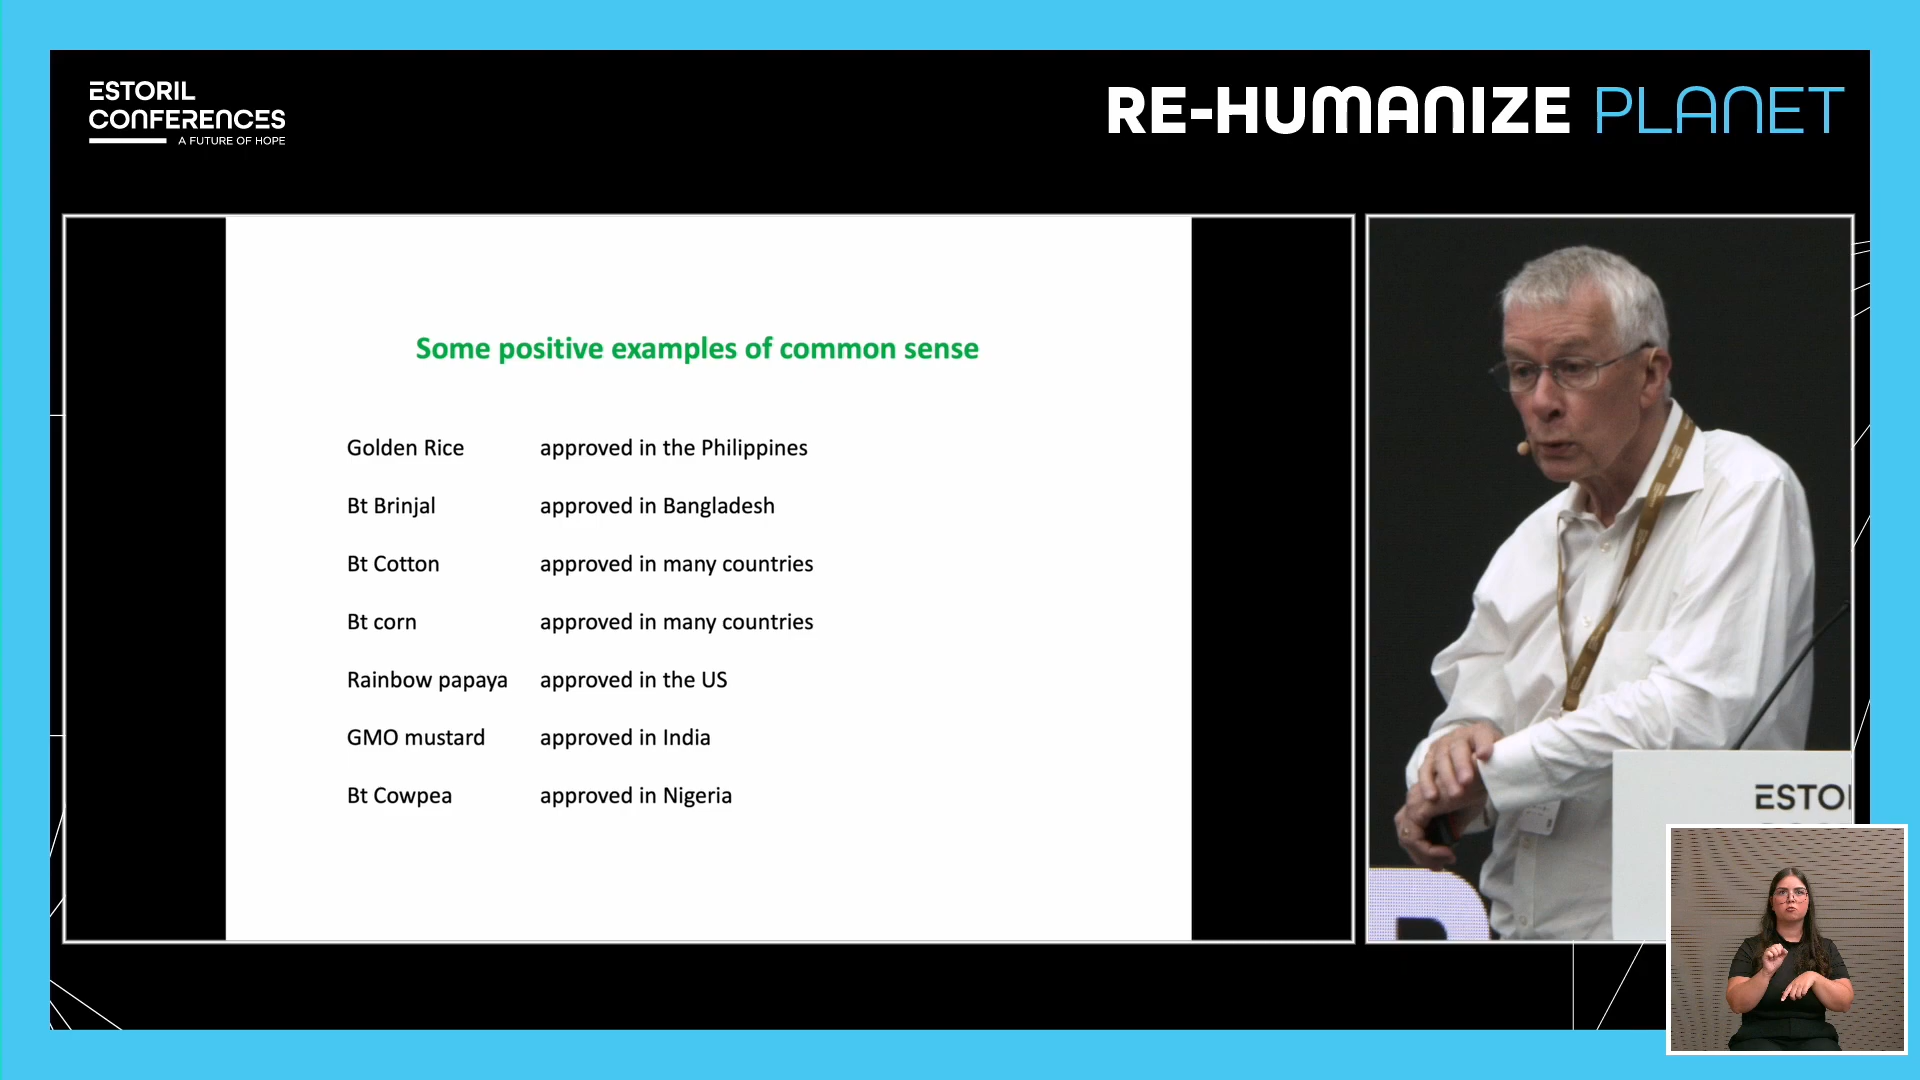 ESTORIL
CONFERENCES
A FUTURE OF HOPE
RE-HUMANIZE PLANET
Some positive examples of common sense
Golden Rice approved in the Philippines
Bt Brinjal approved in Bangladesh
Bt Cotton approved in many countries
Bt corn approved in many countries
Rainbow papaya approved in the US
GMO mustard approved in India
Bt Cowpea approved in Nigeria
ESTO